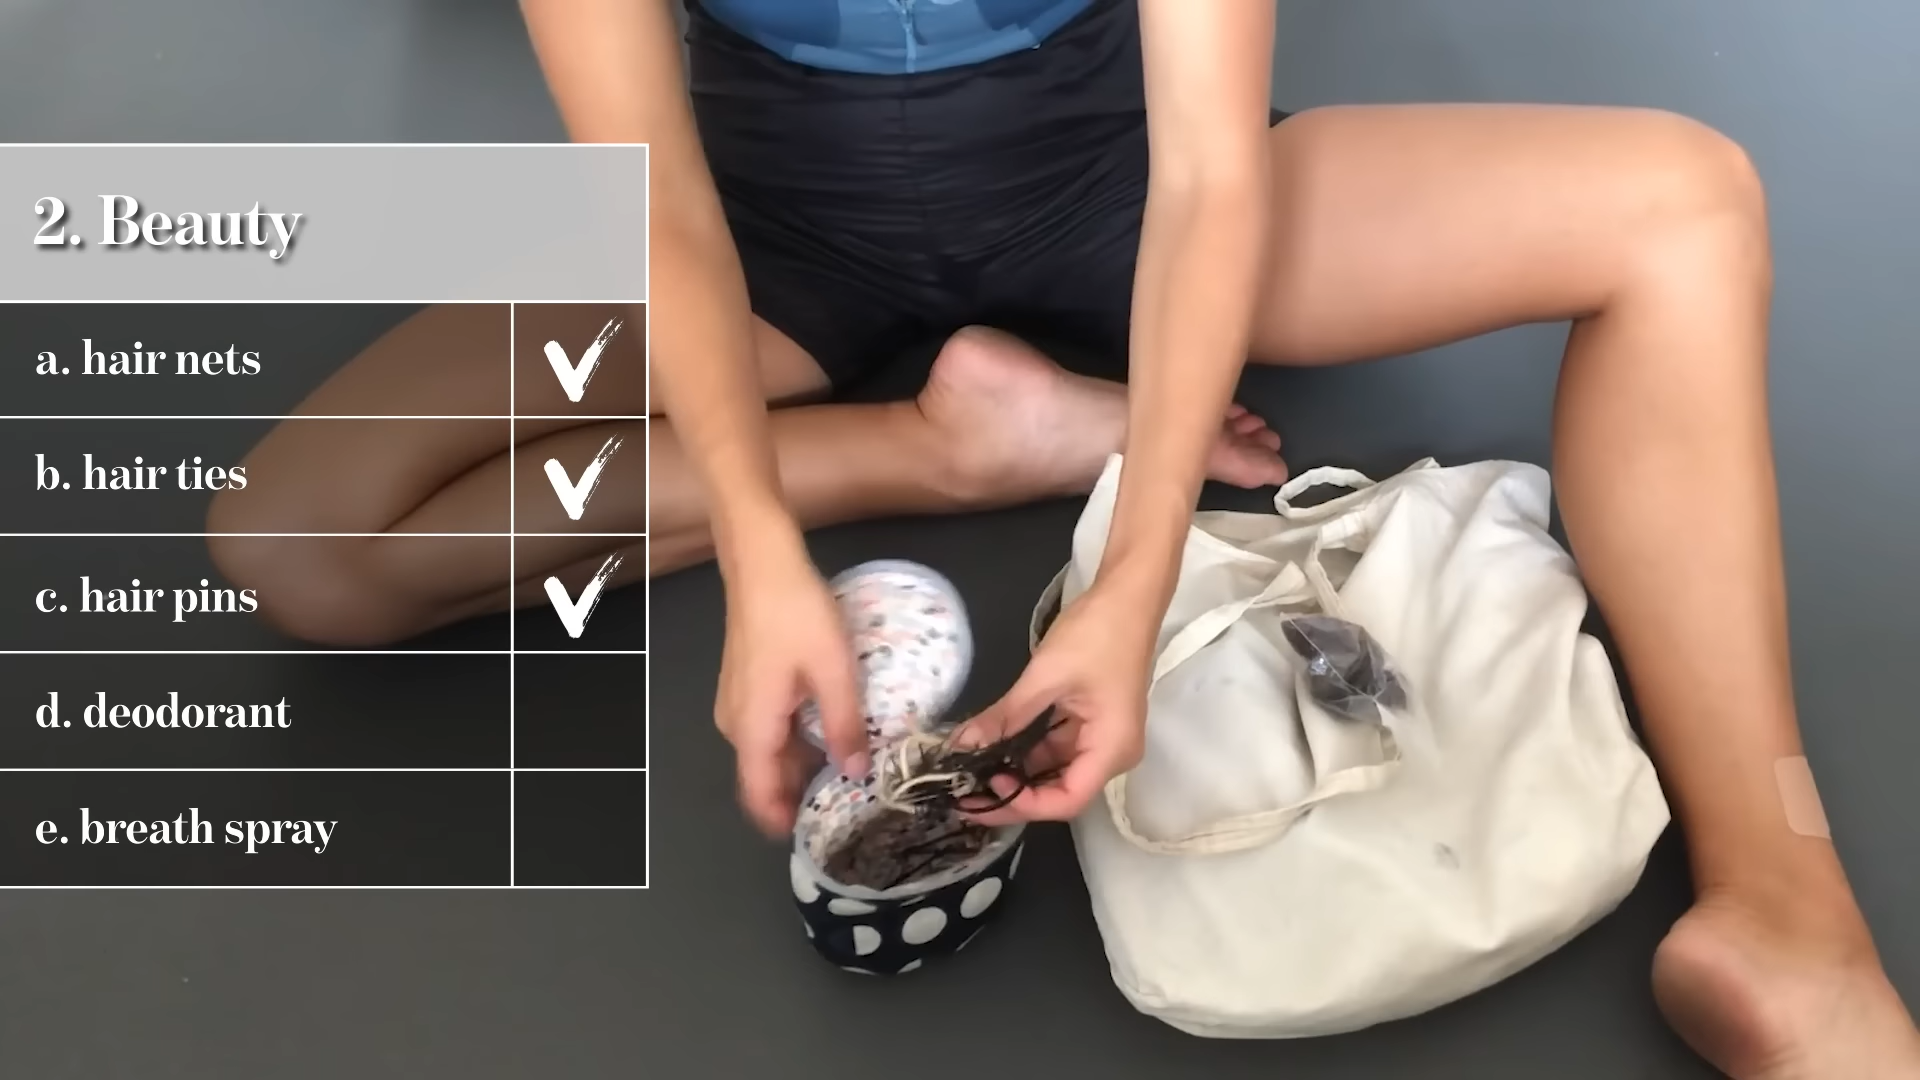 2. Beauty
a. hair nets
b. hair ties
c. hair pins
d. deodorant
e. breath spray